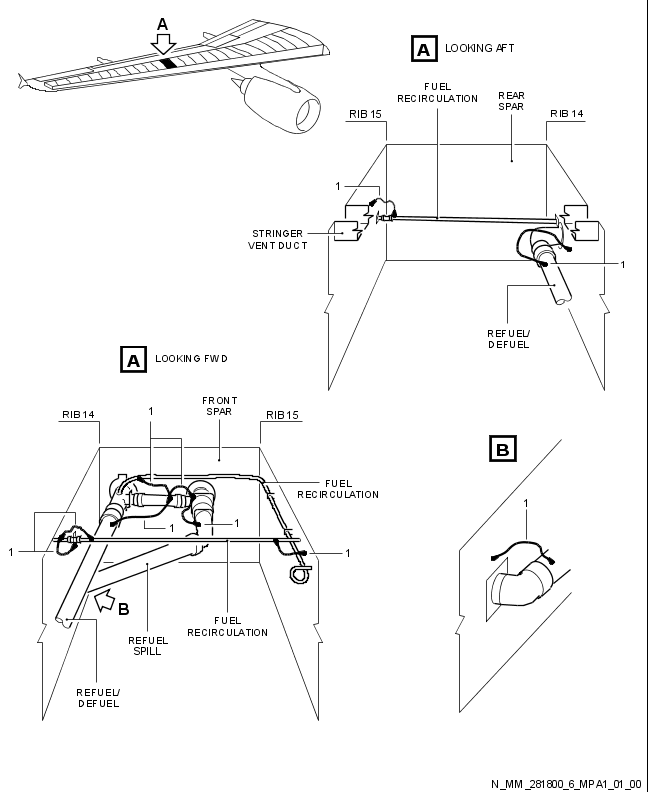 A
A LOOKING AFT
FUEL
RECIRCULATION
REAR
SPAR
RIB 15
RIB 14
1
STRINGER
VENT DUCT
1
REFUEL/
DEFUEL
A LOOKING FWD
FRONT
SPAR
RIB 14
1
RIB 15
B
FUEL
RECIRCULATION
1
1
1
1
1
B
FUEL
RECIRCULATION
REFUEL
SPILL
REFUEL/
DEFUEL
N_MM_281800_6_MPA1_01_00